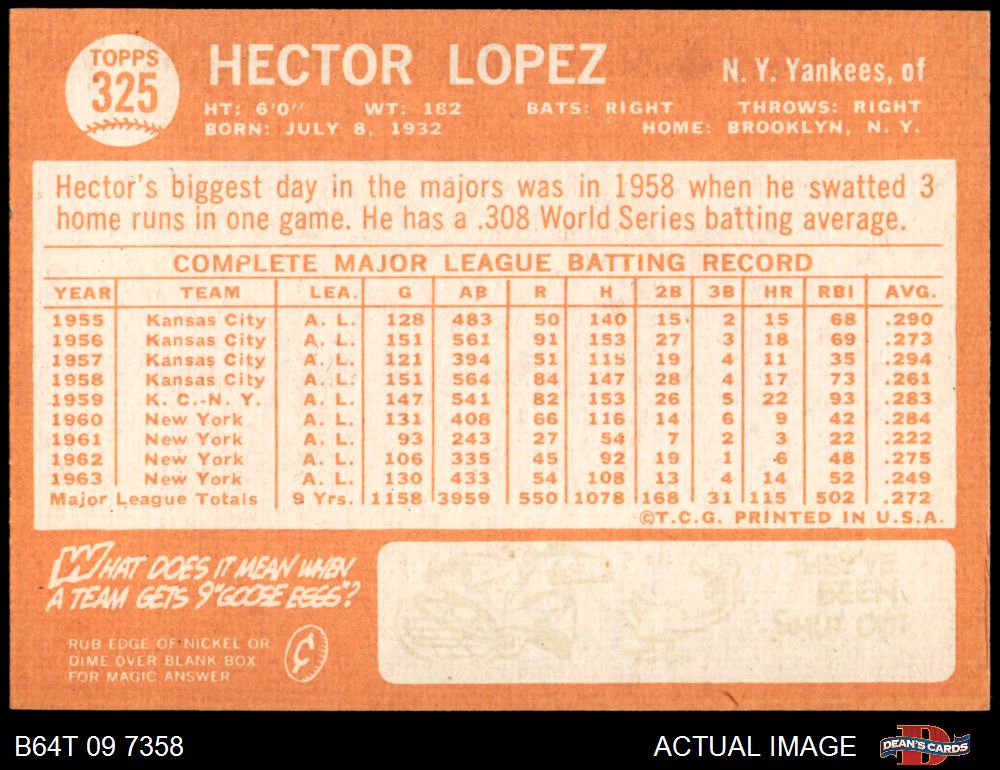 TOPPS
325
HECTOR LOPEZ
N. Y. Yankees, of
HT: 6'0" WT: 182 BATS: RIGHT THROWS: RIGHT
BORN: JULY 8, 1932 HOME: BROOKLYN, N. Y.
Hector's biggest day in the majors was in 1958 when he swatted 3
home runs in one game. He has a .308 World Series batting average.
COMPLETE MAJOR LEAGUE BATTING RECORD
YEAR TEAM LEA. G AB R H 2B 3B HR RBI AVG.
1955 Kansas City A. L. 128 483 50 140 15 2 15 68 .290
1956 Kansas City A. L. 151 561 91 153 27 3 18 69 .273
1957 Kansas City A. L. 121 394 51 115 19 4 11 35 .294
1958 Kansas City A. L. 151 564 84 147 28 4 17 73 .261
1959 K. C.-N. Y. A. L. 147 541 82 153 26 5 22 93 .283
1960 New York A. L. 131 408 66 116 14 6 9 42 .284
1961 New York A. L. 93 243 27 54 7 2 3 22 .222
1962 New York A. L. 106 335 45 92 19 1 6 48 .275
1963 New York A. L. 130 433 54 108 13 4 14 52 .249
Major League Totals 9 Yrs. 1158 3959 550 1078 168 31 115 502 .272
©T.C.G. PRINTED IN U.S.A.
WHAT DOES IT MEAN WHEN
A TEAM GETS 9 "GOOSE EGGS"?
RUB EDGE OF NICKEL OR
DIME OVER BLANK BOX
FOR MAGIC ANSWER
THEY'VE
BEEN
SHUT OUT
B64T 09 7358
ACTUAL IMAGE
DEAN'S CARDS